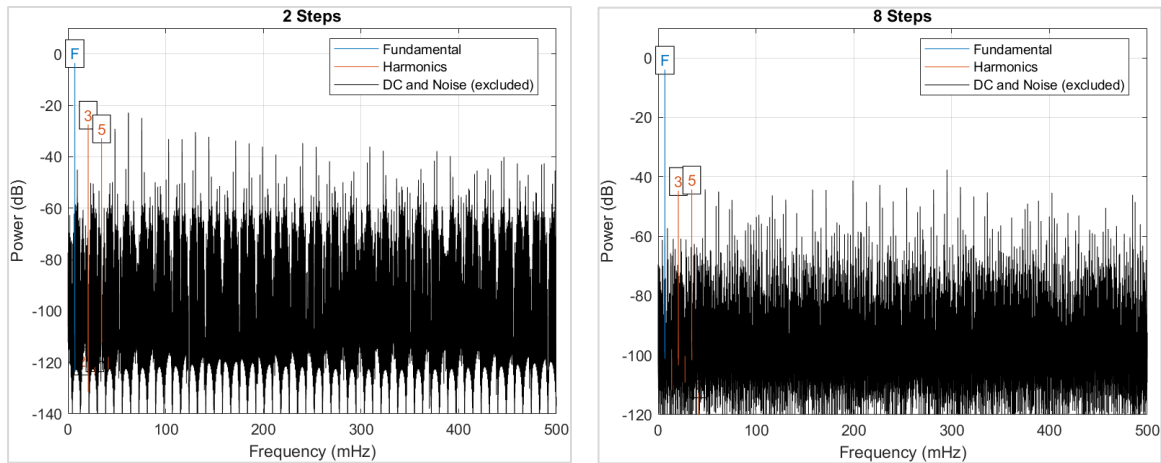 2 Steps
F
3
5
Fundamental
Harmonics
DC and Noise (excluded)
0
-20
-40
-60
-80
-100
-120
-140
Power (dB)
0
100
200
300
400
500
Frequency (mHz)
8 Steps
F
3
5
Fundamental
Harmonics
DC and Noise (excluded)
0
-20
-40
-60
-80
-100
-120
Power (dB)
0
100
200
300
400
500
Frequency (mHz)